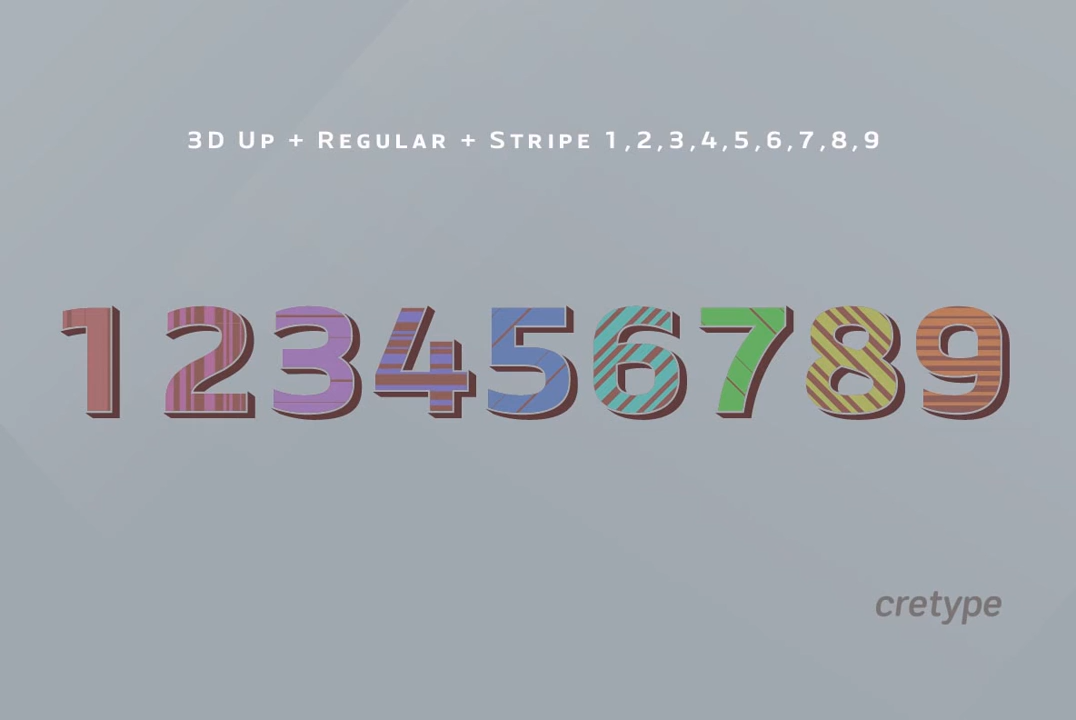 3D Up + Regular + Stripe 1,2,3,4,5,6,7,8,9
123456789
cretype